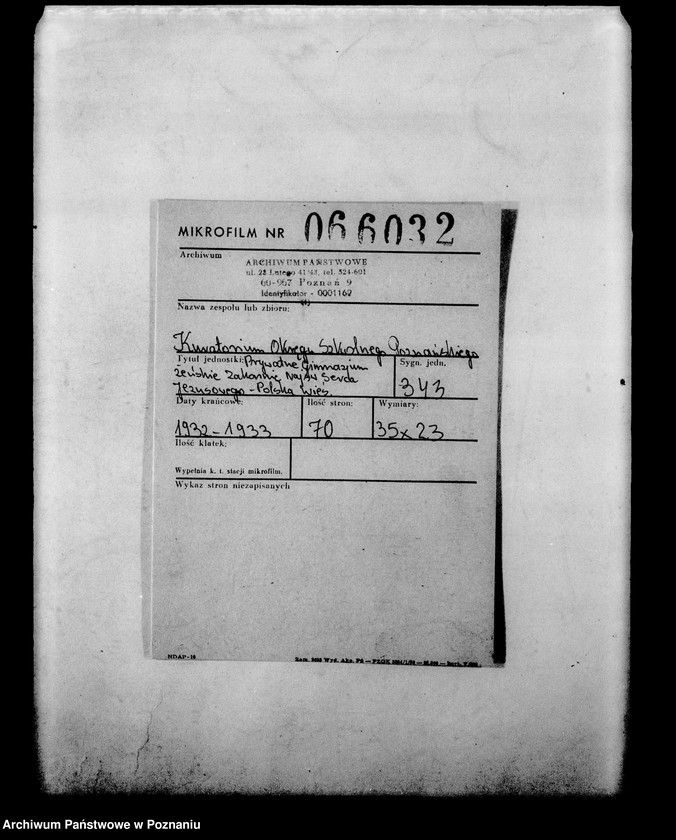 MIKROFILM NR 066032
Archiwum
ARCHIWUM PAŃSTWOWE
ul. 23 Lutego 41/43, tel. 524-601
60-967 Poznań 9
Identyfikator - 0001162
Nazwa zespołu lub zbioru:
Kuratorium Okręgu Szkolnego Poznańskiego
Tytuł jednostki: Prywatne Gimnazjum
żeńskie Zakładu Najśw Serca
Jezusowego - Polska Wieś.
Sygn. jedn.
343
Daty krańcowe:
1932 - 1933
Ilość stron:
70
Wymiary:
35x23
Ilość klatek:
Wypełnia k. t. stacji mikrofilm.
Wykaz stron niezapisanych
NDAP-16
Archiwum Państwowe w Poznaniu